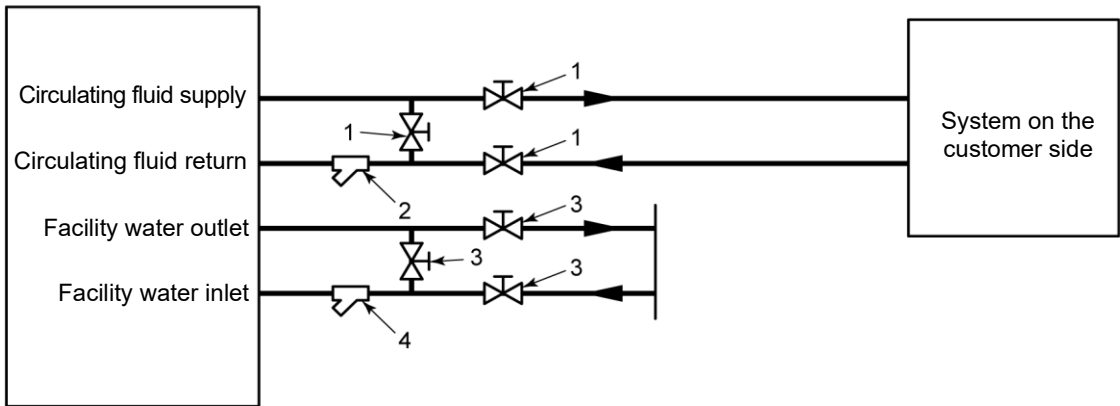 1
Circulating fluid supply
1
System on the
customer side
1
Circulating fluid return
2
3
Facility water outlet
3
3
Facility water inlet
4